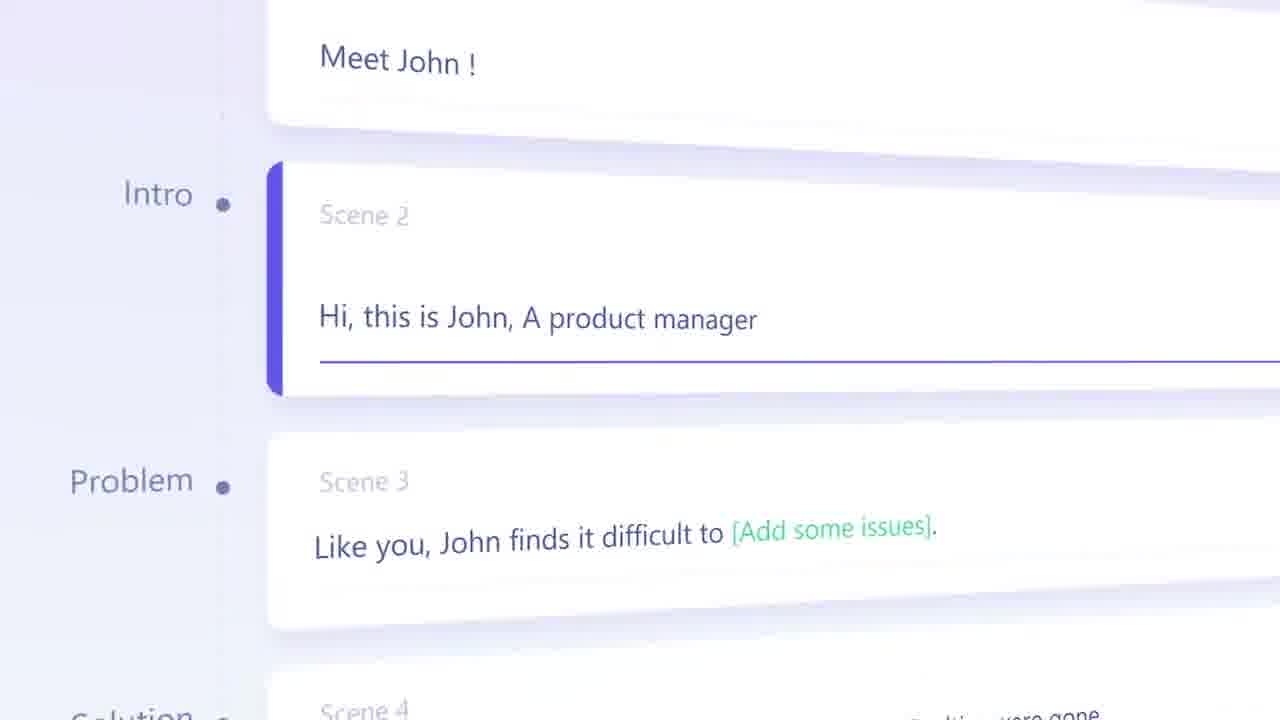 Meet John !
Intro
Scene 2
Hi, this is John, A product manager
Problem
Scene 3
Like you, John finds it difficult to [Add some issues].
Solution
Scene 4
were gone